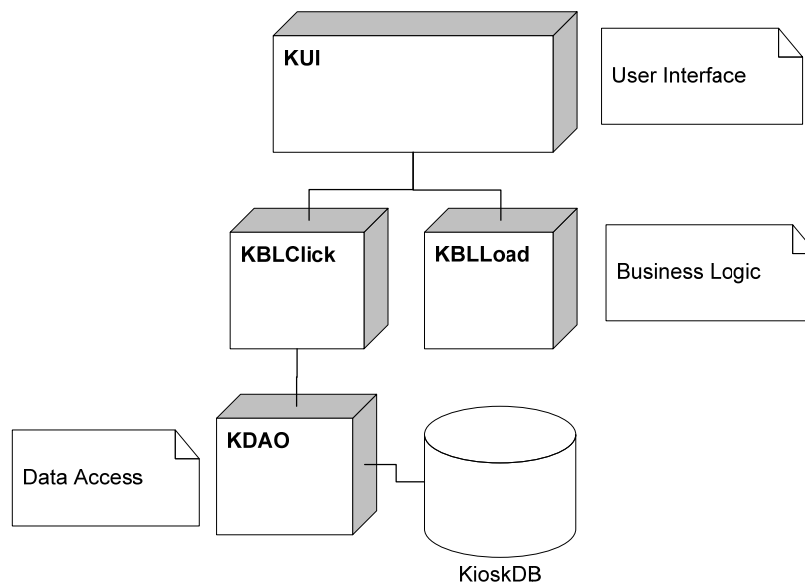 KUI
User Interface
KBLClick
KBLLoad
Business Logic
KDAO
Data Access
KioskDB